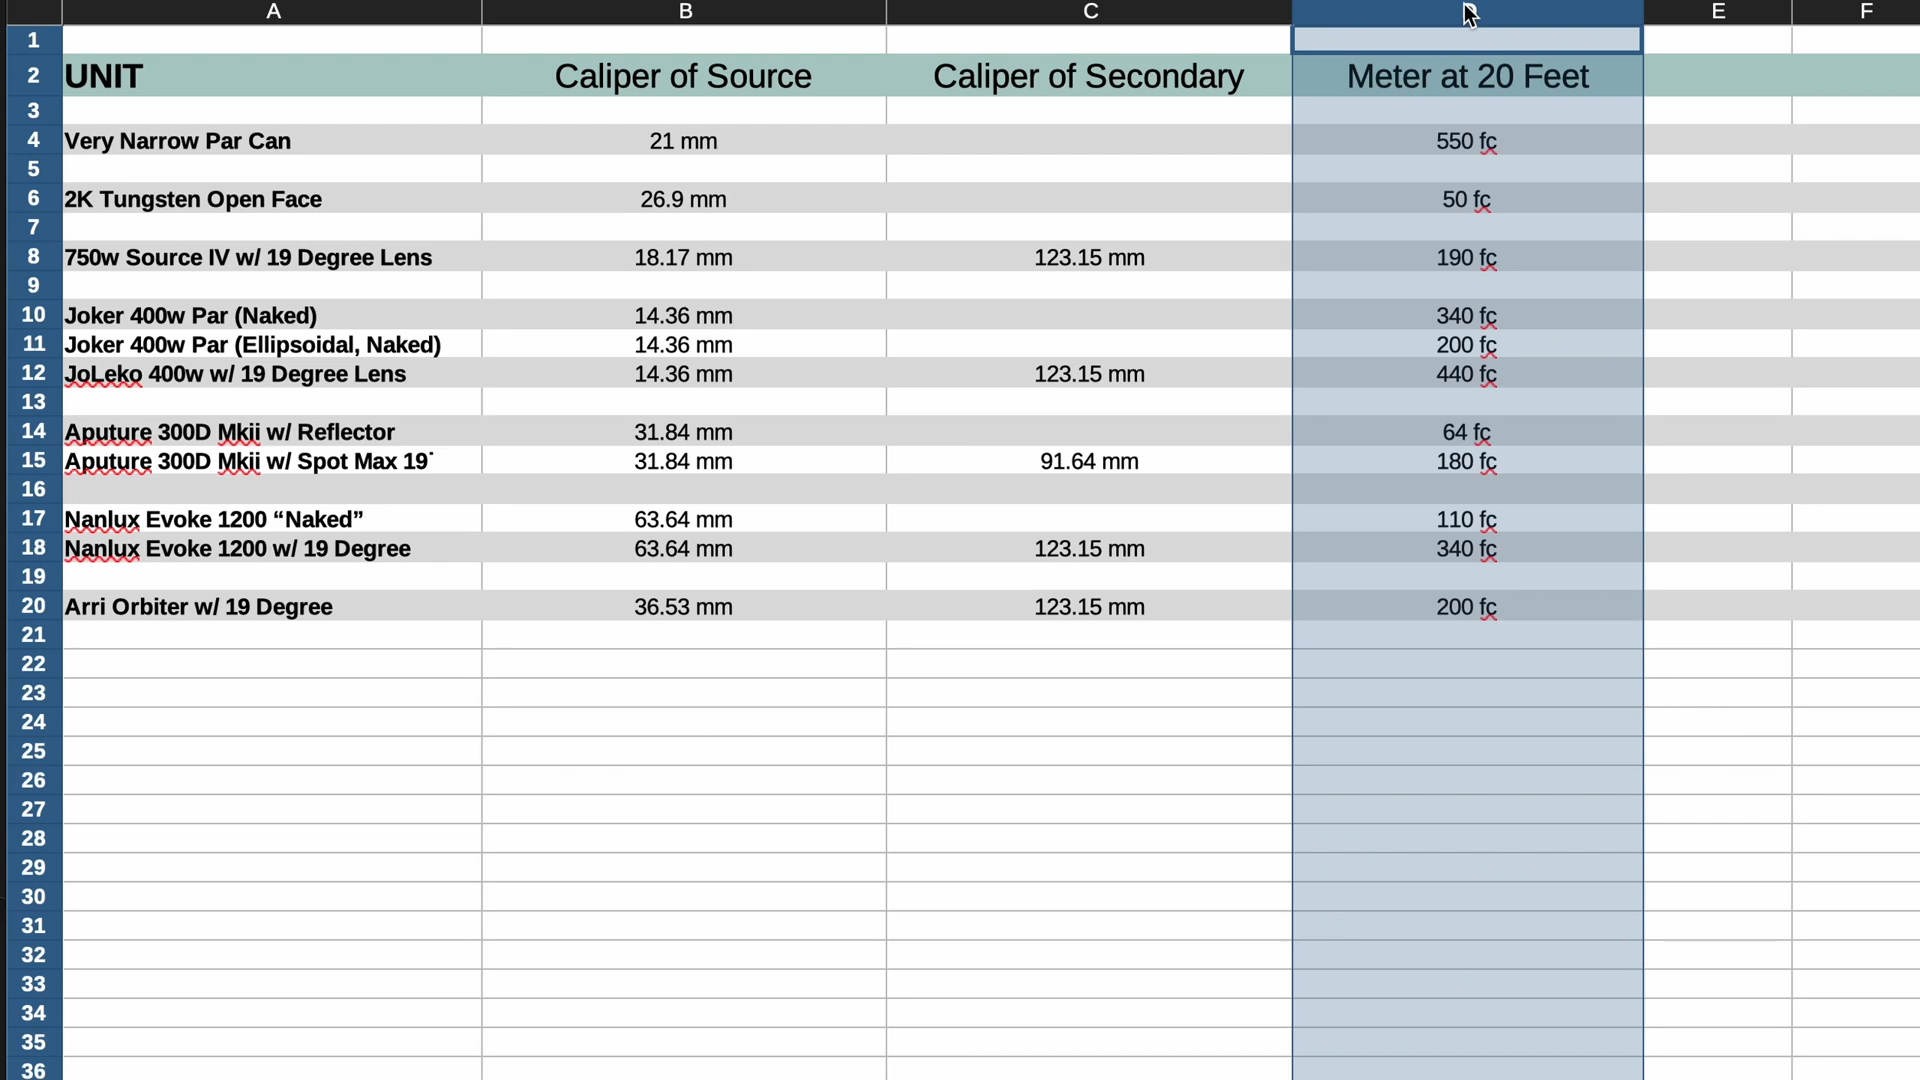 A B C E F
1
2 UNIT Caliper of Source Caliper of Secondary Meter at 20 Feet
3
4 Very Narrow Par Can 21 mm 550 fc
5
6 2K Tungsten Open Face 26.9 mm 50 fc
7
8 750w Source IV w/ 19 Degree Lens 18.17 mm 123.15 mm 190 fc
9
10 Joker 400w Par (Naked) 14.36 mm 340 fc
11 Joker 400w Par (Ellipsoidal, Naked) 14.36 mm 200 fc
12 JoLeko 400w w/ 19 Degree Lens 14.36 mm 123.15 mm 440 fc
13
14 Aputure 300D Mkii w/ Reflector 31.84 mm 64 fc
15 Aputure 300D Mkii w/ Spot Max 19˙ 31.84 mm 91.64 mm 180 fc
16
17 Nanlux Evoke 1200 “Naked” 63.64 mm 110 fc
18 Nanlux Evoke 1200 w/ 19 Degree 63.64 mm 123.15 mm 340 fc
19
20 Arri Orbiter w/ 19 Degree 36.53 mm 123.15 mm 200 fc
21
22
23
24
25
26
27
28
29
30
31
32
33
34
35
36